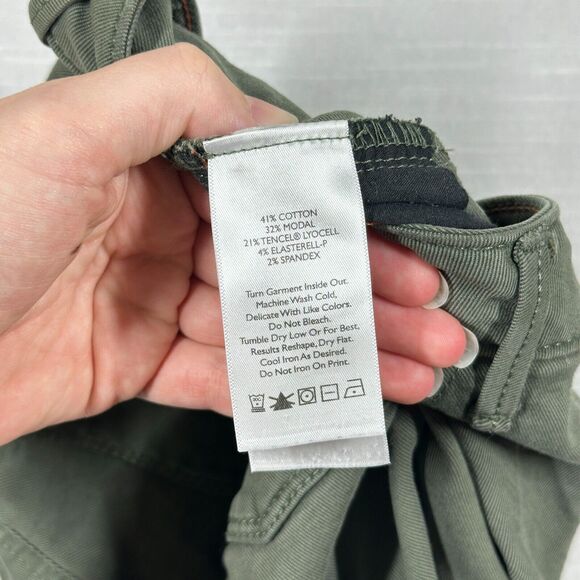 41% COTTON
32% MODAL
21% TENCEL® LYOCELL
4% ELASTERELL-P
2% SPANDEX
Turn Garment Inside Out.
Machine Wash Cold,
Delicate With Like Colors.
Do Not Bleach.
Tumble Dry Low Or For Best,
Results Reshape, Dry Flat.
Cool Iron As Desired.
Do Not Iron On Print.